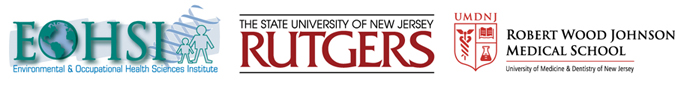 EOHSI
Environmental & Occupational Health Sciences Institute
THE STATE UNIVERSITY OF NEW JERSEY
RUTGERS
UMDNJ
ROBERT WOOD JOHNSON
MEDICAL SCHOOL
University of Medicine & Dentistry of New Jersey